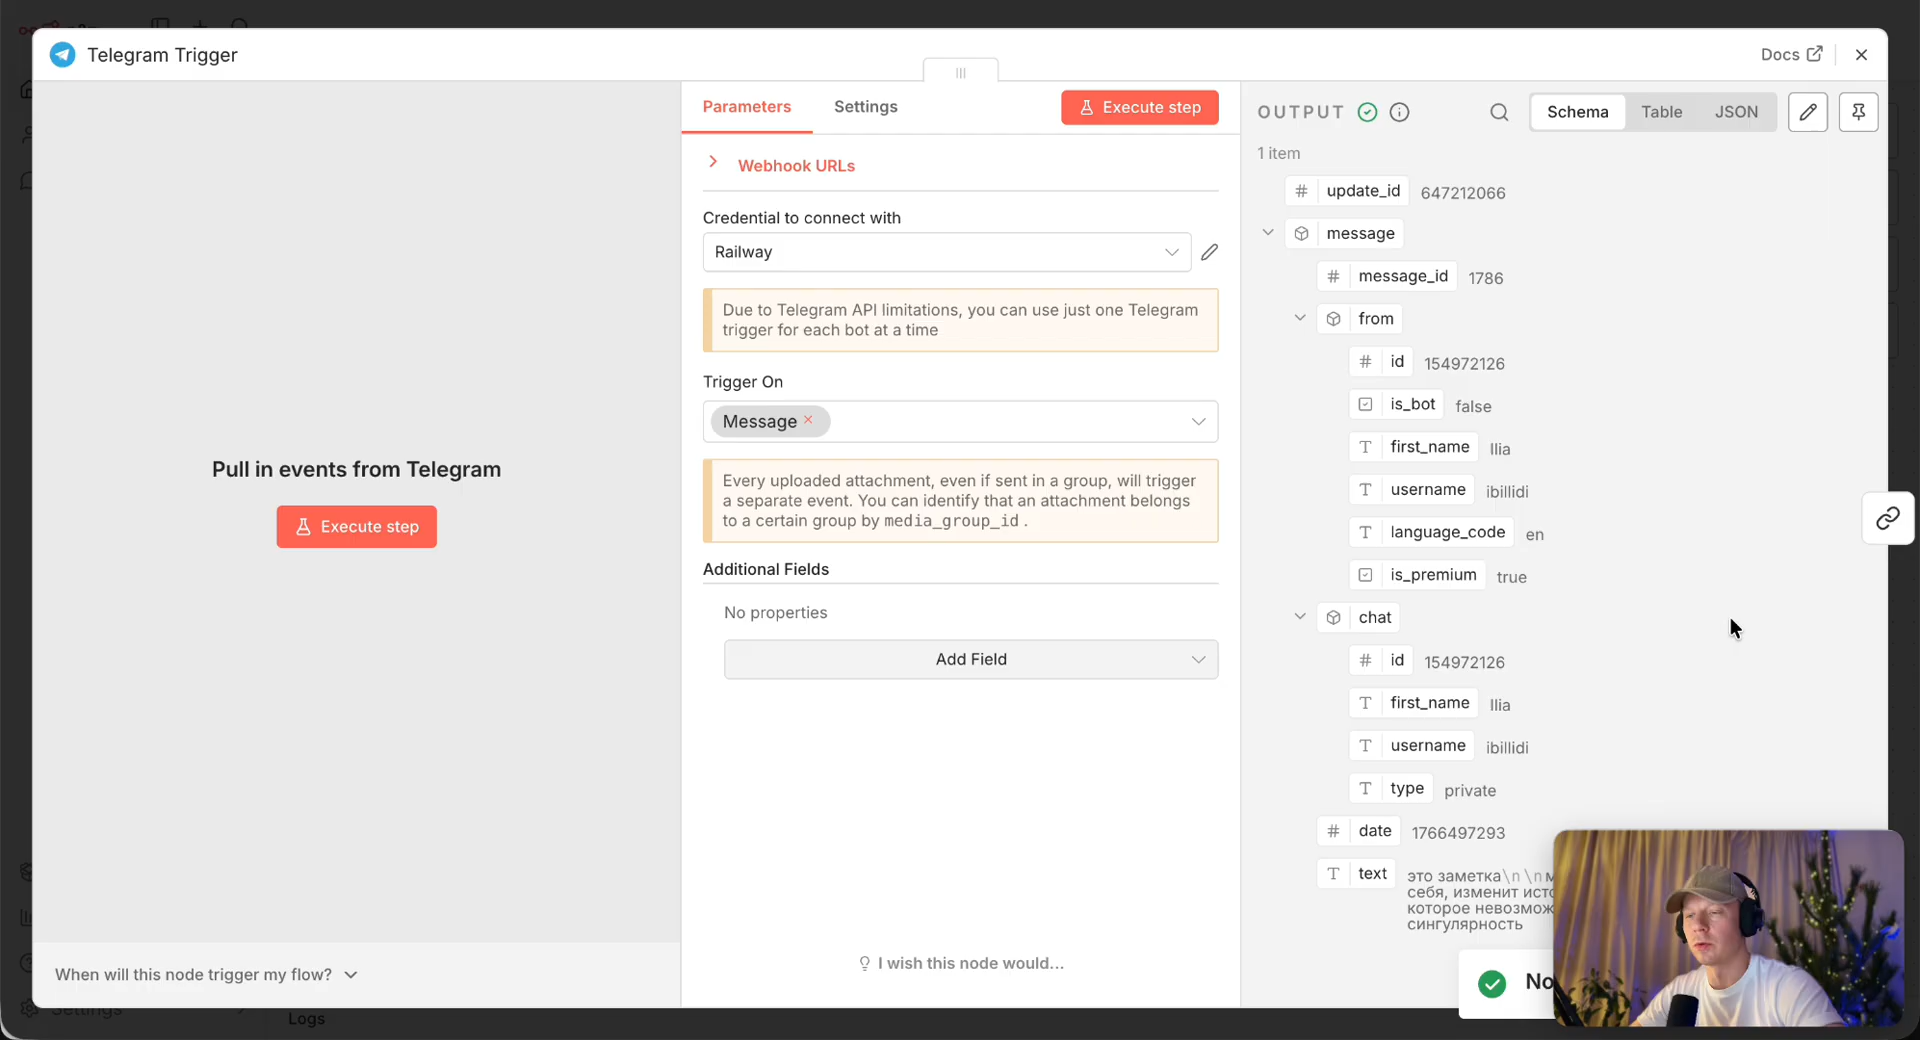 Telegram Trigger
Docs
Parameters
Settings
Execute step
Webhook URLs
Credential to connect with
Railway
Due to Telegram API limitations, you can use just one Telegram
trigger for each bot at a time
Trigger On
Message
Every uploaded attachment, even if sent in a group, will trigger
a separate event. You can identify that an attachment belongs
to a certain group by media_group_id .
Additional Fields
No properties
Add Field
I wish this node would...
Pull in events from Telegram
Execute step
When will this node trigger my flow?
OUTPUT
Schema
Table
JSON
1 item
# update_id 647212066
message
# message_id 1786
from
# id 154972126
is_bot false
T first_name Ilia
T username ibillidi
T language_code en
is_premium true
chat
# id 154972126
T first_name Ilia
T username ibillidi
T type private
# date 1766497293
T text это заметка\n\n
себя, изменит
которое
сингулярность
Settings
Logs